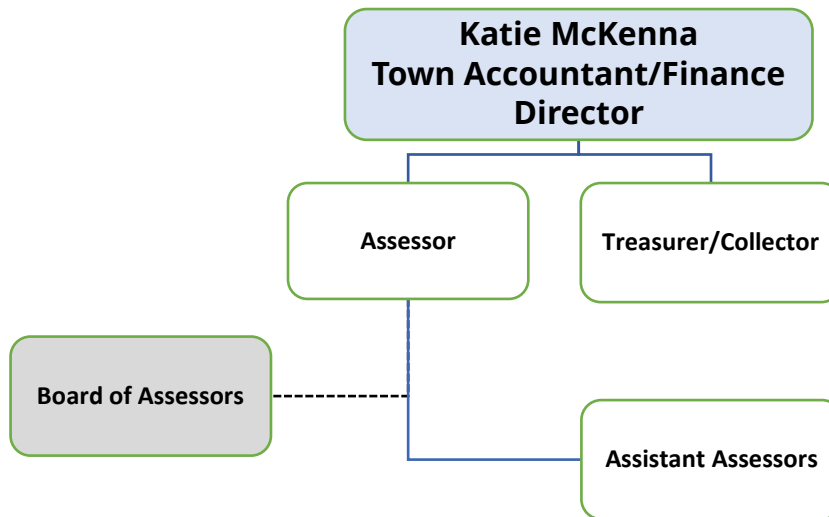 Katie McKenna
Town Accountant/Finance
Director
Assessor
Treasurer/Collector
Board of Assessors
Assistant Assessors